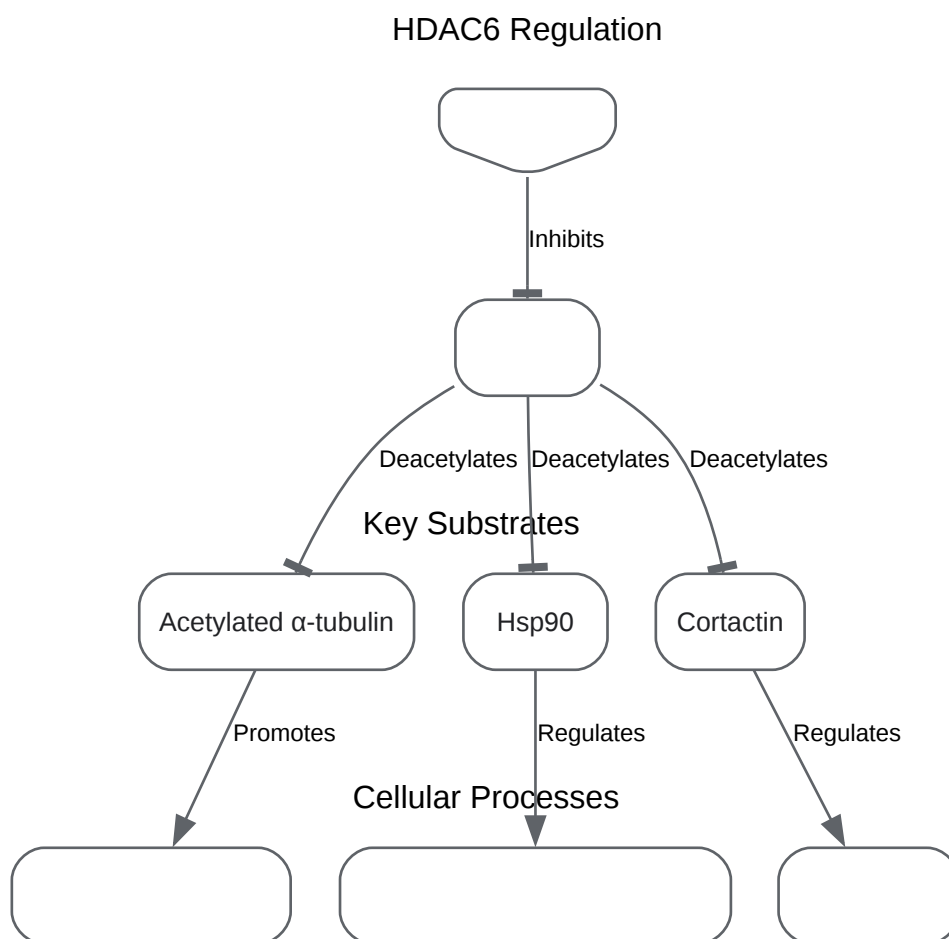 HDAC6 Regulation
Inhibits
Deacetylates Deacetylates Deacetylates
Key Substrates
Acetylated α-tubulin Hsp90 Cortactin
Promotes Regulates Regulates
Cellular Processes